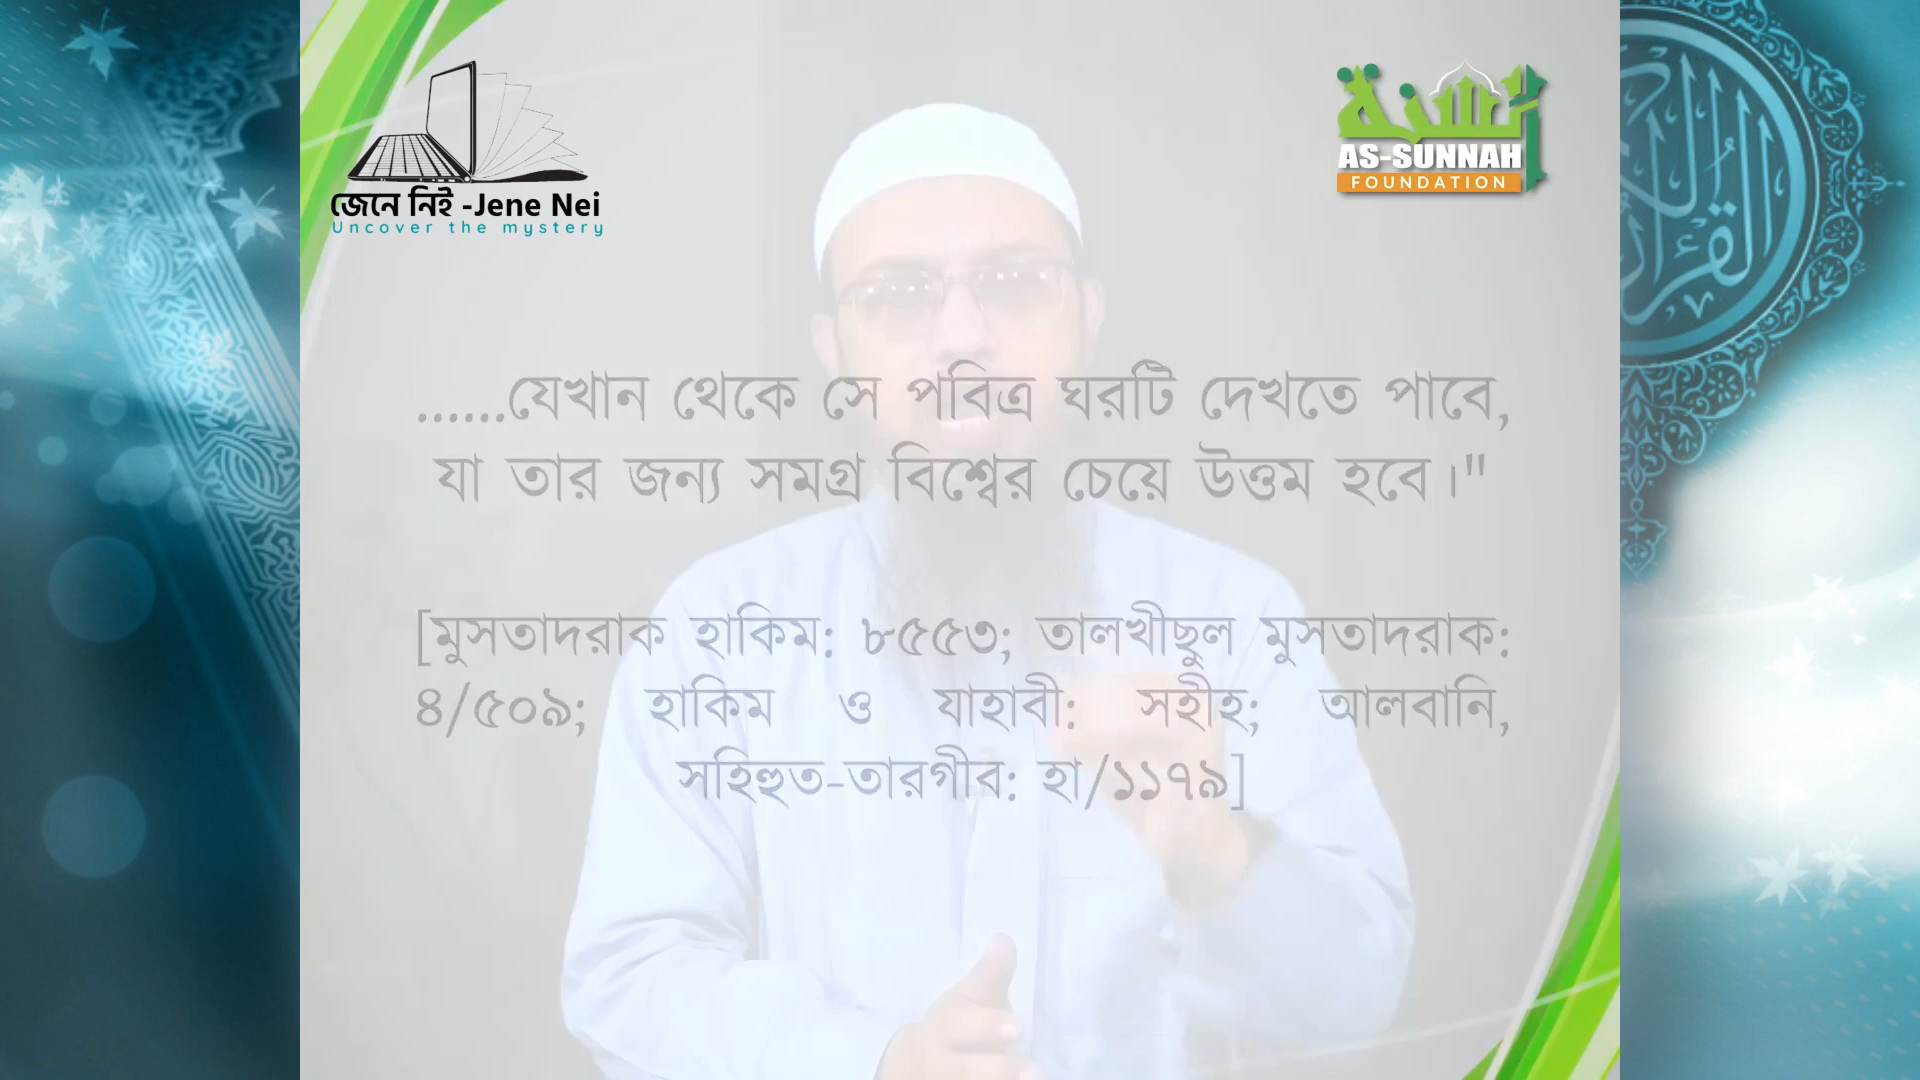 জেনে নিই -Jene Nei
Uncover the mystery
السنة
AS-SUNNAH
FOUNDATION
......যেখান থেকে সে পবিত্র ঘরটি দেখতে পাবে,
যা তার জন্য সমগ্র বিশ্বের চেয়ে উত্তম হবে।"
[মুসতাদরাক হাকিম: ৮৫৫৩; তালখীছুল মুসতাদরাক:
৪/৫০৯; হাকিম ও যাহাবী: সহীহ; আলবানি,
সহিহুত-তারগীব: হা/১১৭৯]